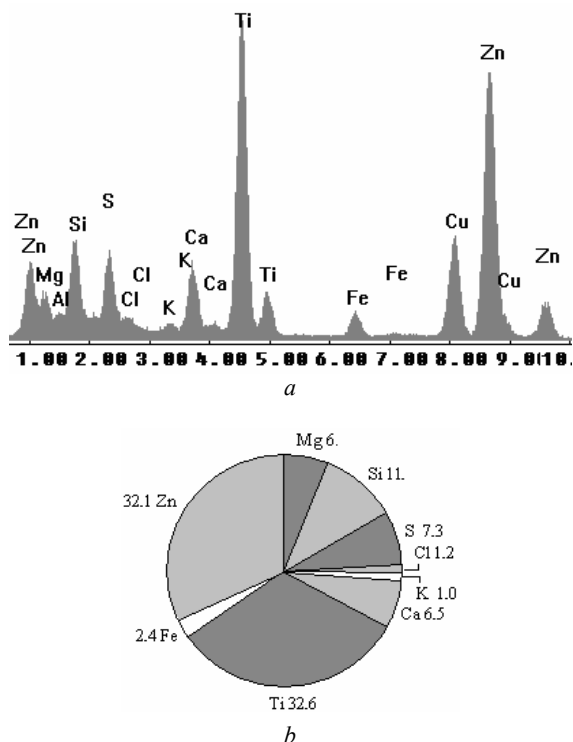 Ti
Zn
S
Zn
Si
Cu
Zn
Ca
Cl
K
Fe
Zn
Mg
Ca
Ti
Cu
Al
Cl
K
Fe
1.00 2.00 3.00 4.00 5.00 6.00 7.00 8.00 9.0(10.
a
Mg 6.
Si 11.
32.1 Zn
S 7.3
Cl 1.2
K 1.0
Ca 6.5
2.4 Fe
Ti 32.6
b